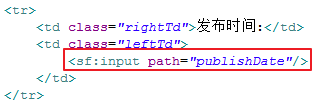 <tr>
<td class="rightTd">发布时间:</td>
<td class="leftTd">
<sf:input path="publishDate"/>
</td>
</tr>